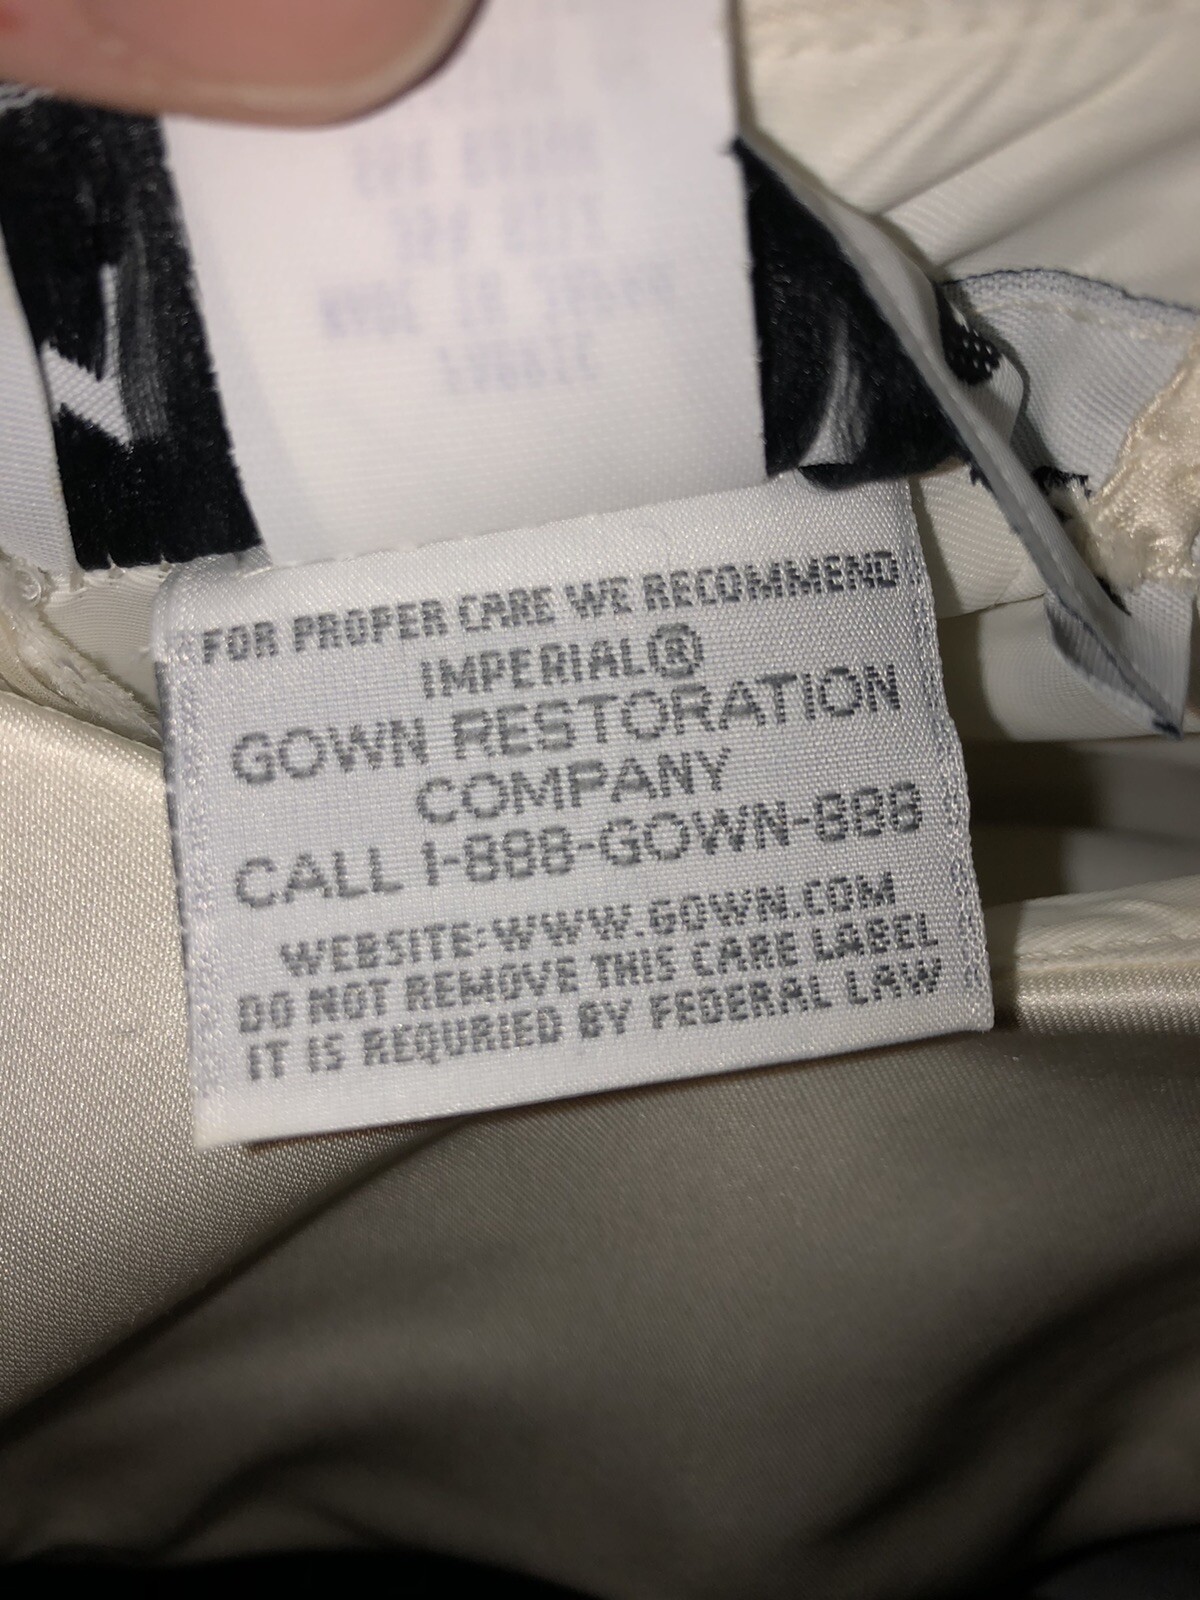 FOR PROPER CARE WE RECOMMEND
IMPERIAL®
GOWN RESTORATION
COMPANY
CALL 1-888-GOWN-888
WEBSITE:WWW.GOWN.COM
DO NOT REMOVE THIS CARE LABEL
IT IS REQURIED BY FEDERAL LAW